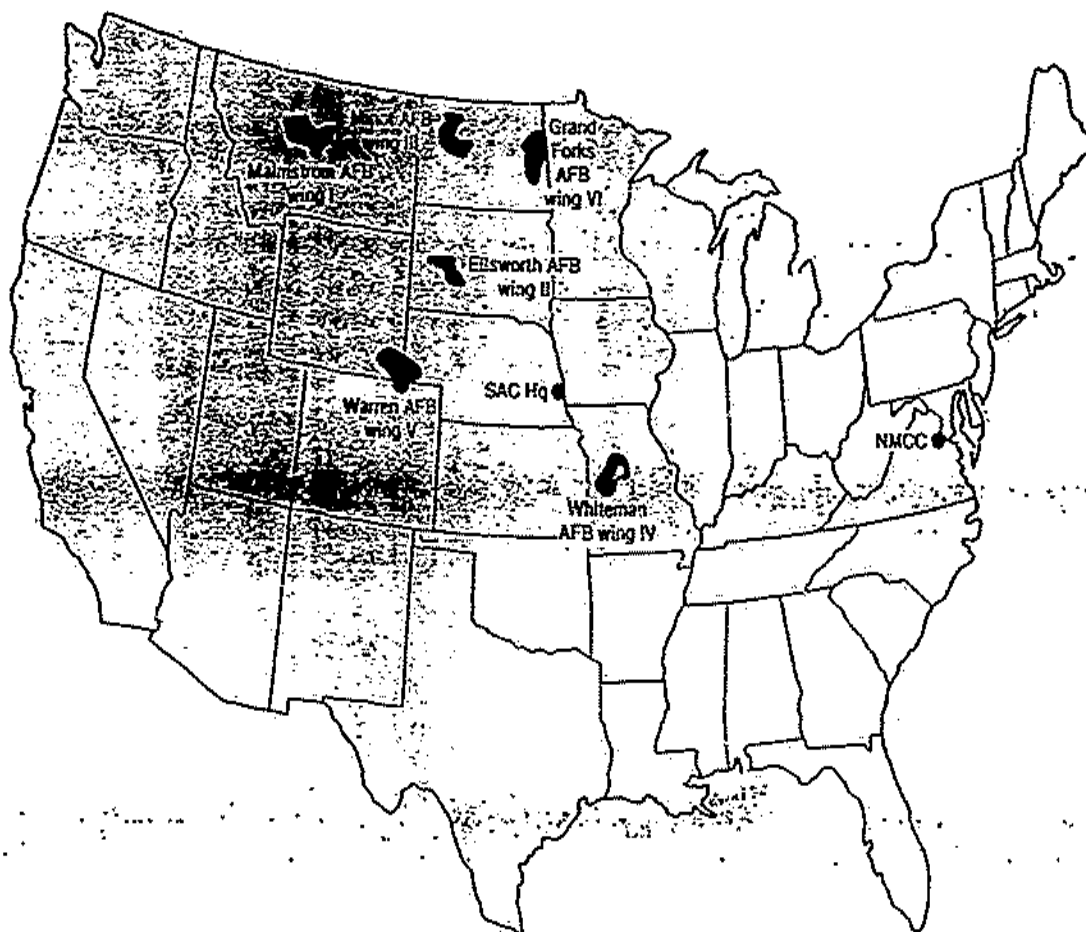 Minot AFB
wing III
Malmstrom AFB
wing I
Grand
Forks
AFB
wing VI
Ellsworth AFB
wing II
Warren AFB
wing V
SAC Hq
Whiteman
AFB wing IV
NMCC